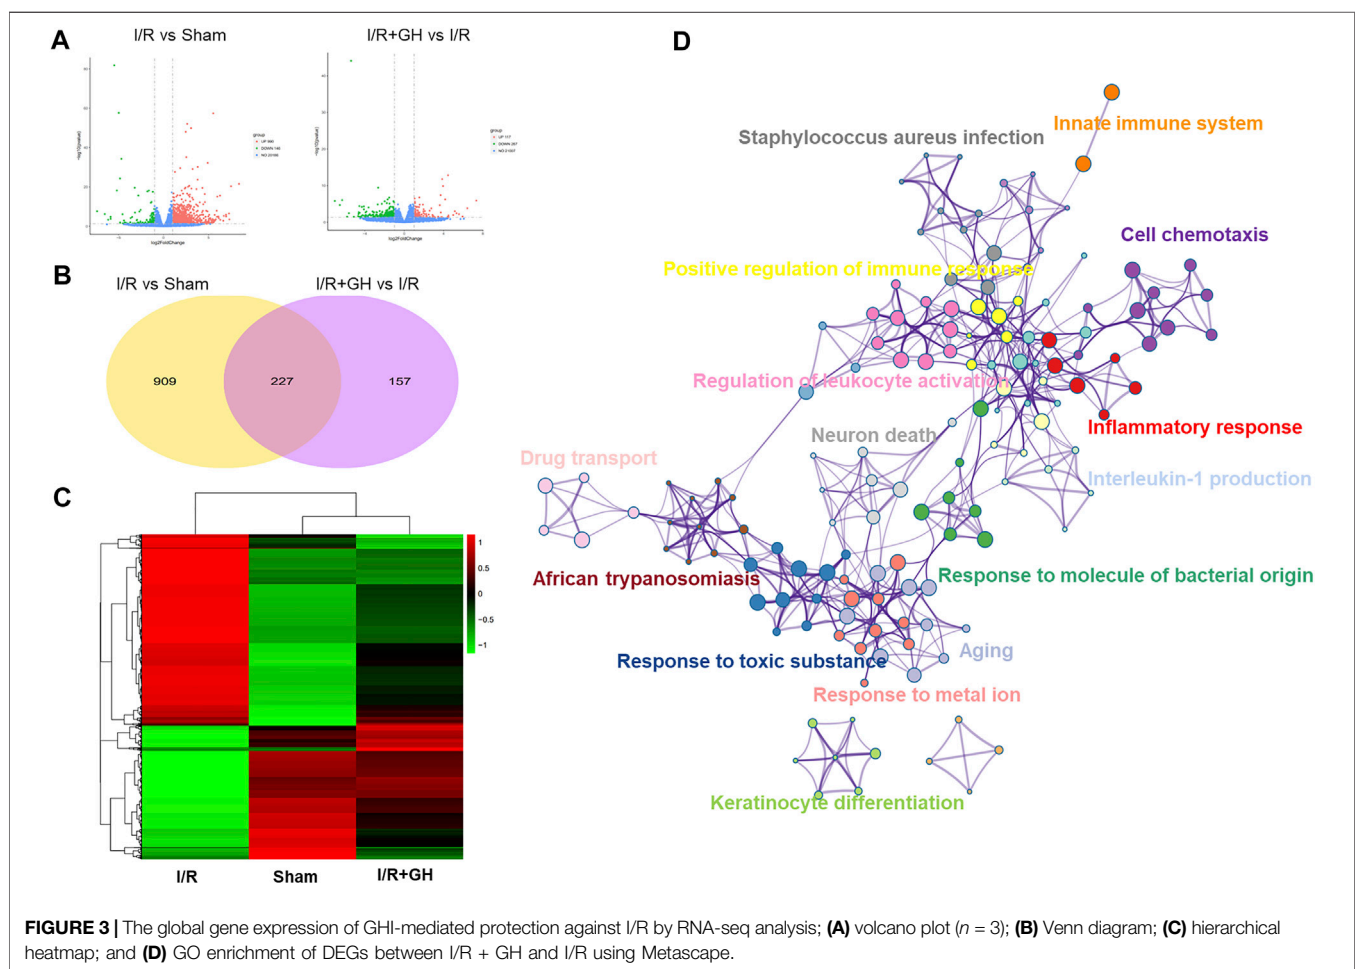 A
I/R vs Sham
I/R+GH vs I/R
group
group
log2FoldChange
log2FoldChange
B
I/R vs Sham
I/R+GH vs I/R
909
227
157
C
1
0.5
0
−0.5
−1
I/R
Sham
I/R+GH
D
Innate immune system
Staphylococcus aureus infection
Cell chemotaxis
Positive regulation of immune response
Regulation of leukocyte activation
Inflammatory response
Neuron death
Drug transport
Interleukin-1 production
African trypanosomiasis
Response to molecule of bacterial origin
Aging
Response to toxic substance
Response to metal ion
Keratinocyte differentiation
FIGURE 3 | The global gene expression of GHI-mediated protection against I/R by RNA-seq analysis; (A) volcano plot (n = 3); (B) Venn diagram; (C) hierarchical
heatmap; and (D) GO enrichment of DEGs between I/R + GH and I/R using Metascape.